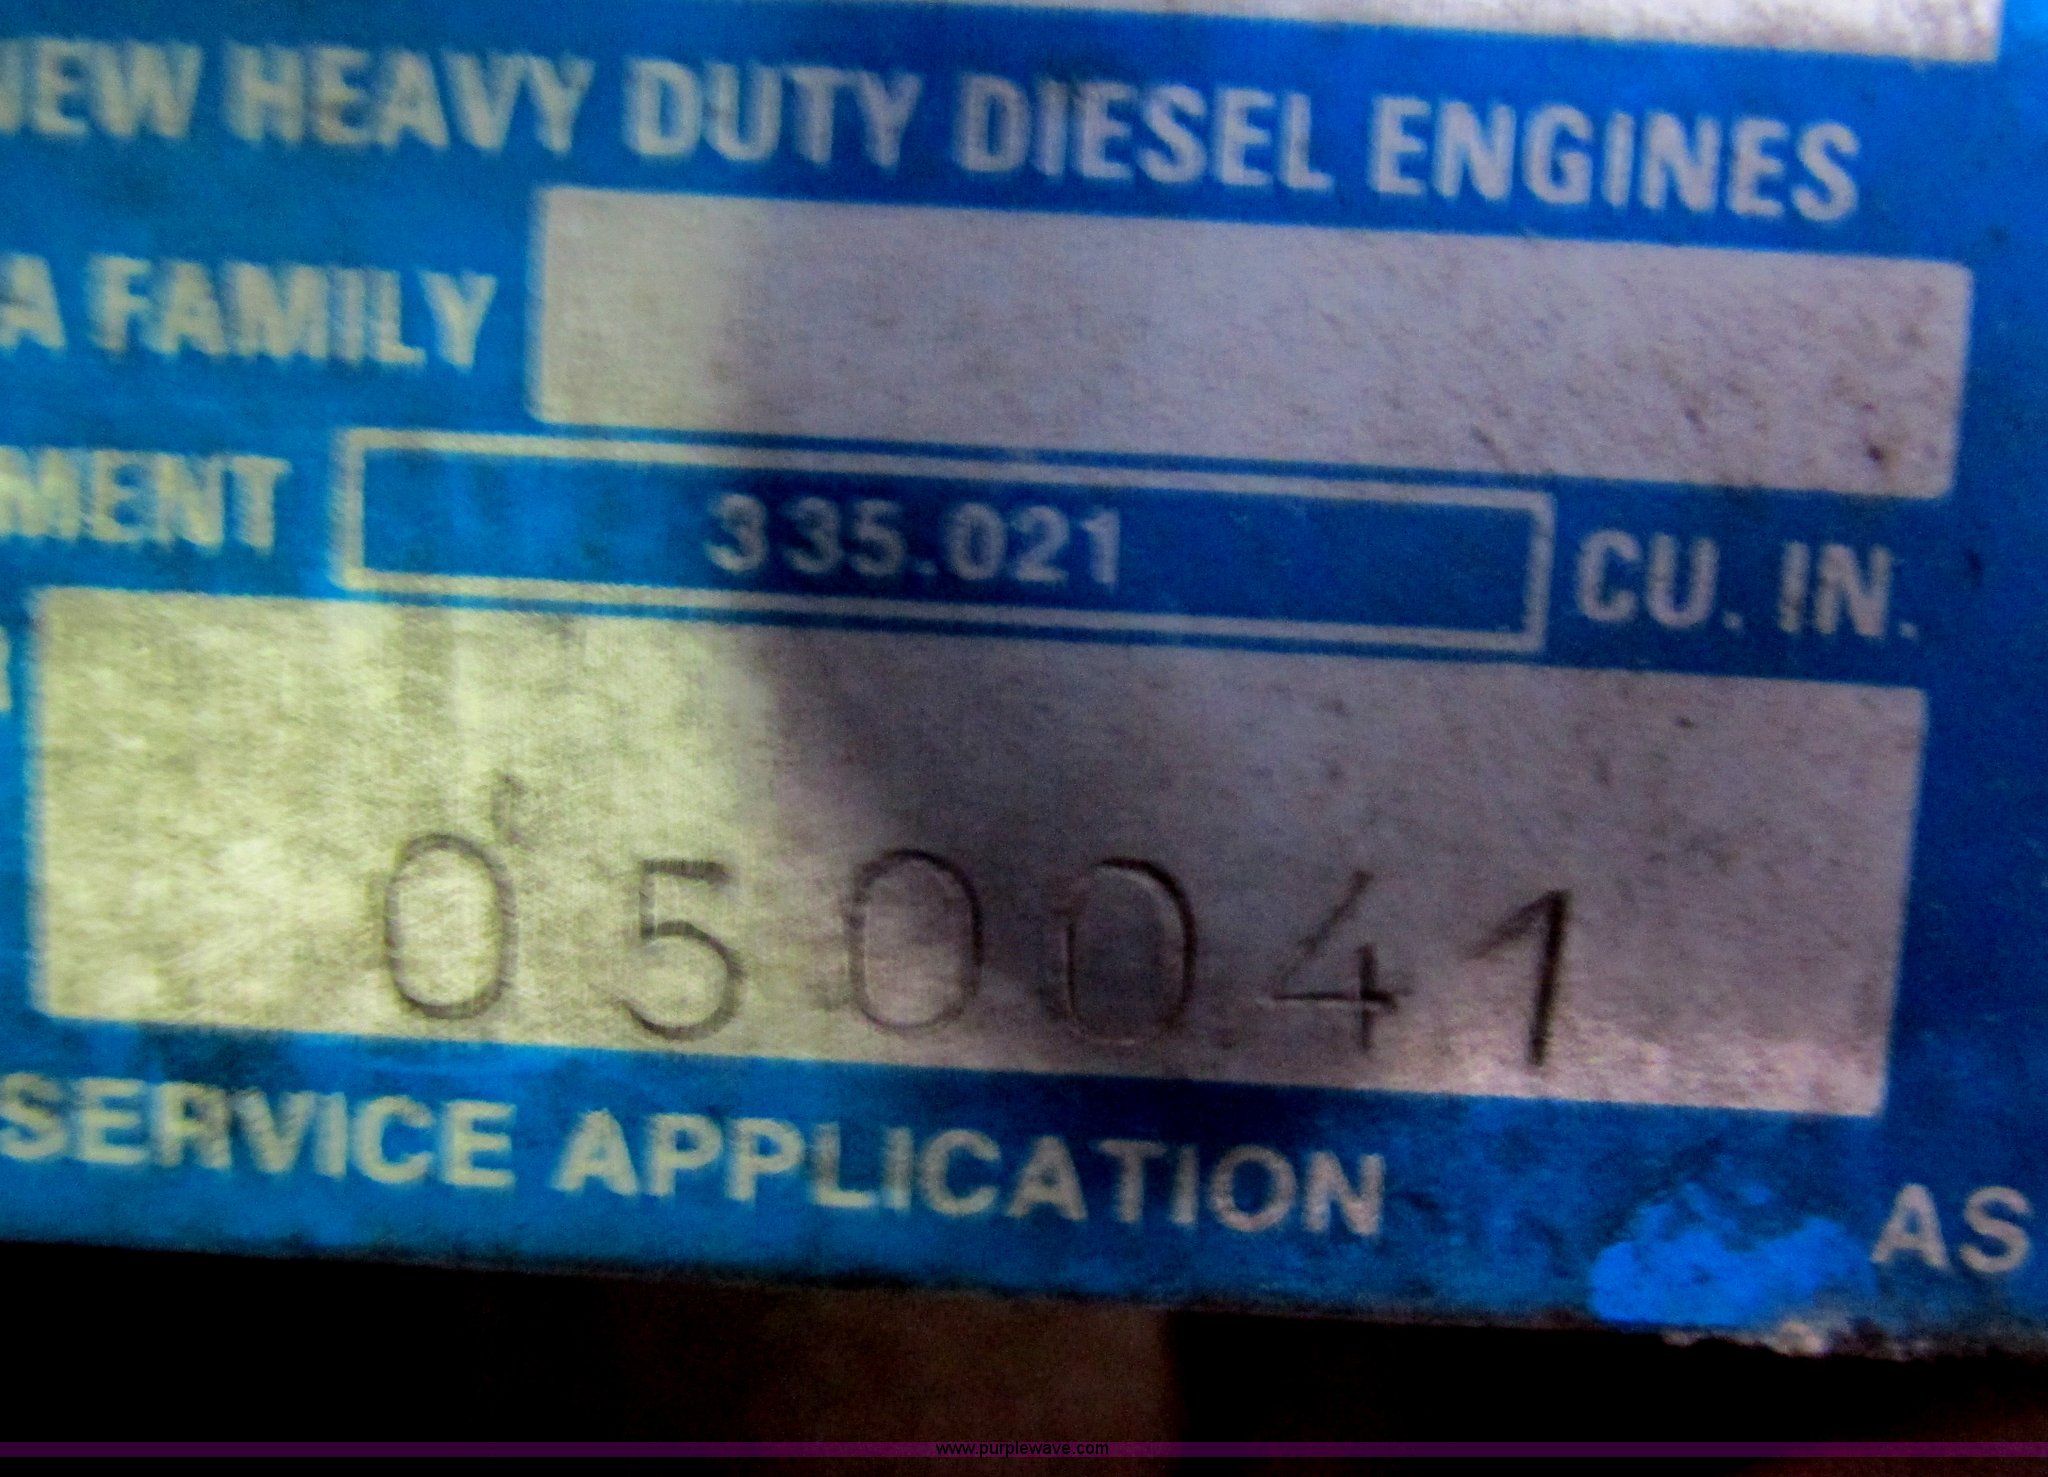 NEW HEAVY DUTY DIESEL ENGINES
A FAMILY
MENT 335.021 CU. IN.
050041
SERVICE APPLICATION AS
www.purplewave.com